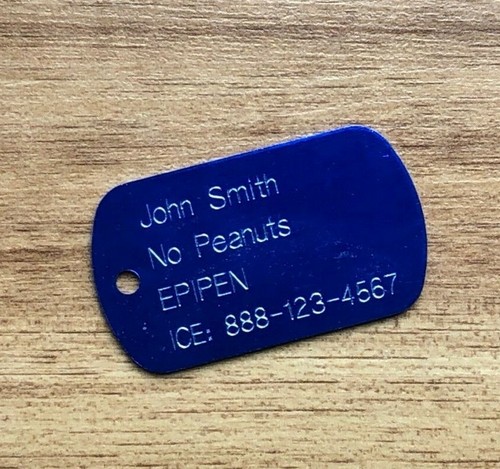 John Smith
No Peanuts
EPIPEN
ICE: 888-123-4567